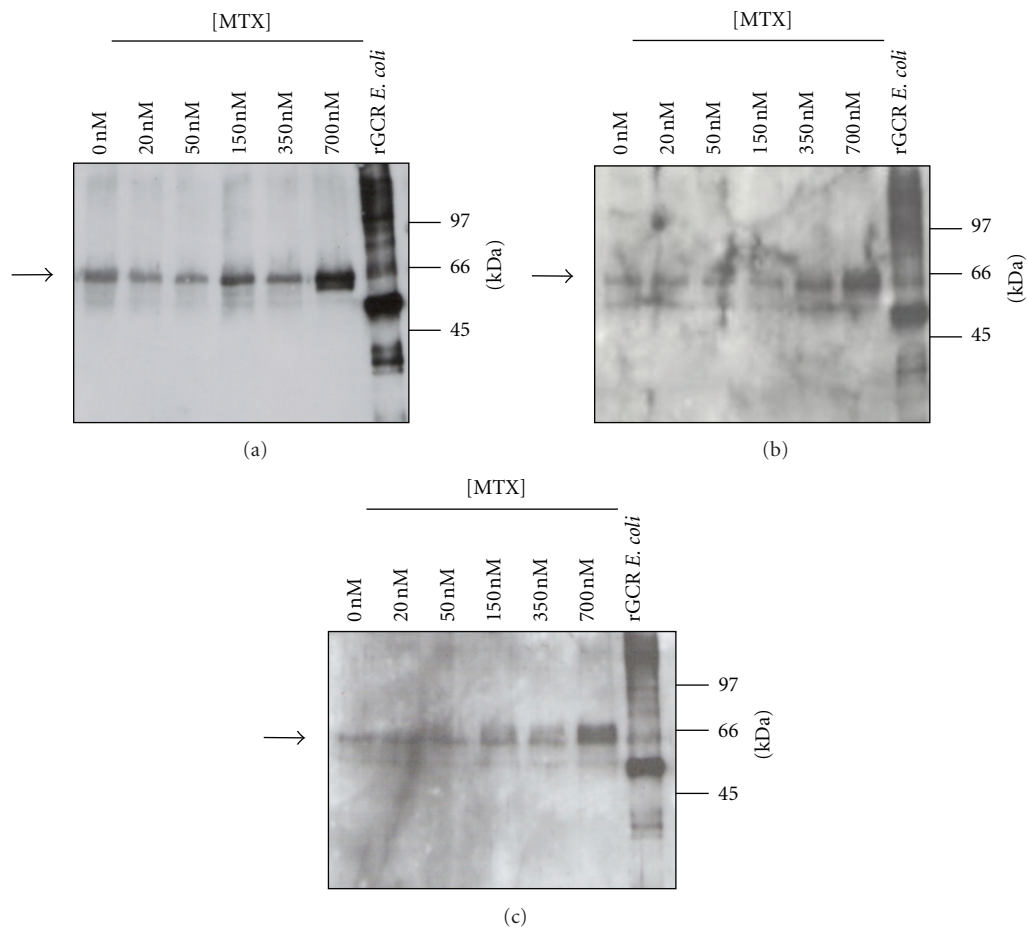 [MTX]
0 nM
20 nM
50 nM
150 nM
350 nM
700 nM
rGCR E. coli
97
66
45
(kDa)
(a)
[MTX]
0 nM
20 nM
50 nM
150 nM
350 nM
700 nM
rGCR E. coli
97
66
45
(kDa)
(b)
[MTX]
0 nM
20 nM
50 nM
150 nM
350 nM
700 nM
rGCR E. coli
97
66
45
(kDa)
(c)